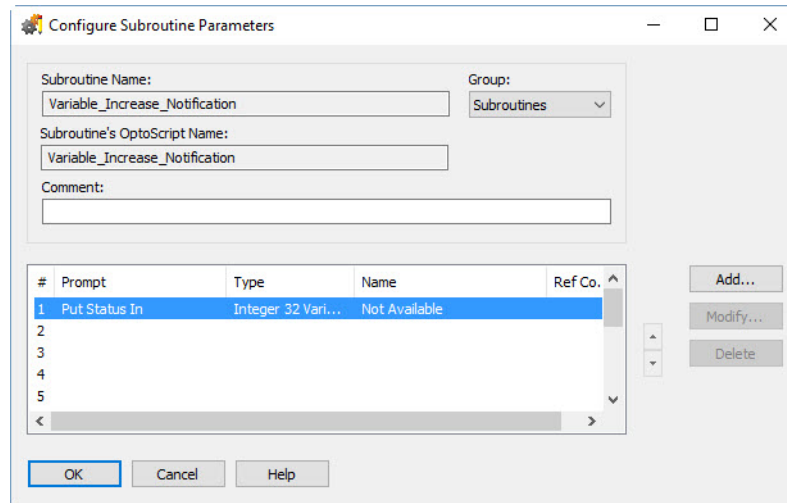 Configure Subroutine Parameters
Subroutine Name: Group:
Variable_Increase_Notification Subroutines
Subroutine's OptoScript Name:
Variable_Increase_Notification
Comment:
# Prompt Type Name Ref Co.
1 Put Status In Integer 32 Vari... Not Available
2
3
4
5
Add...
Modify...
Delete
OK Cancel Help